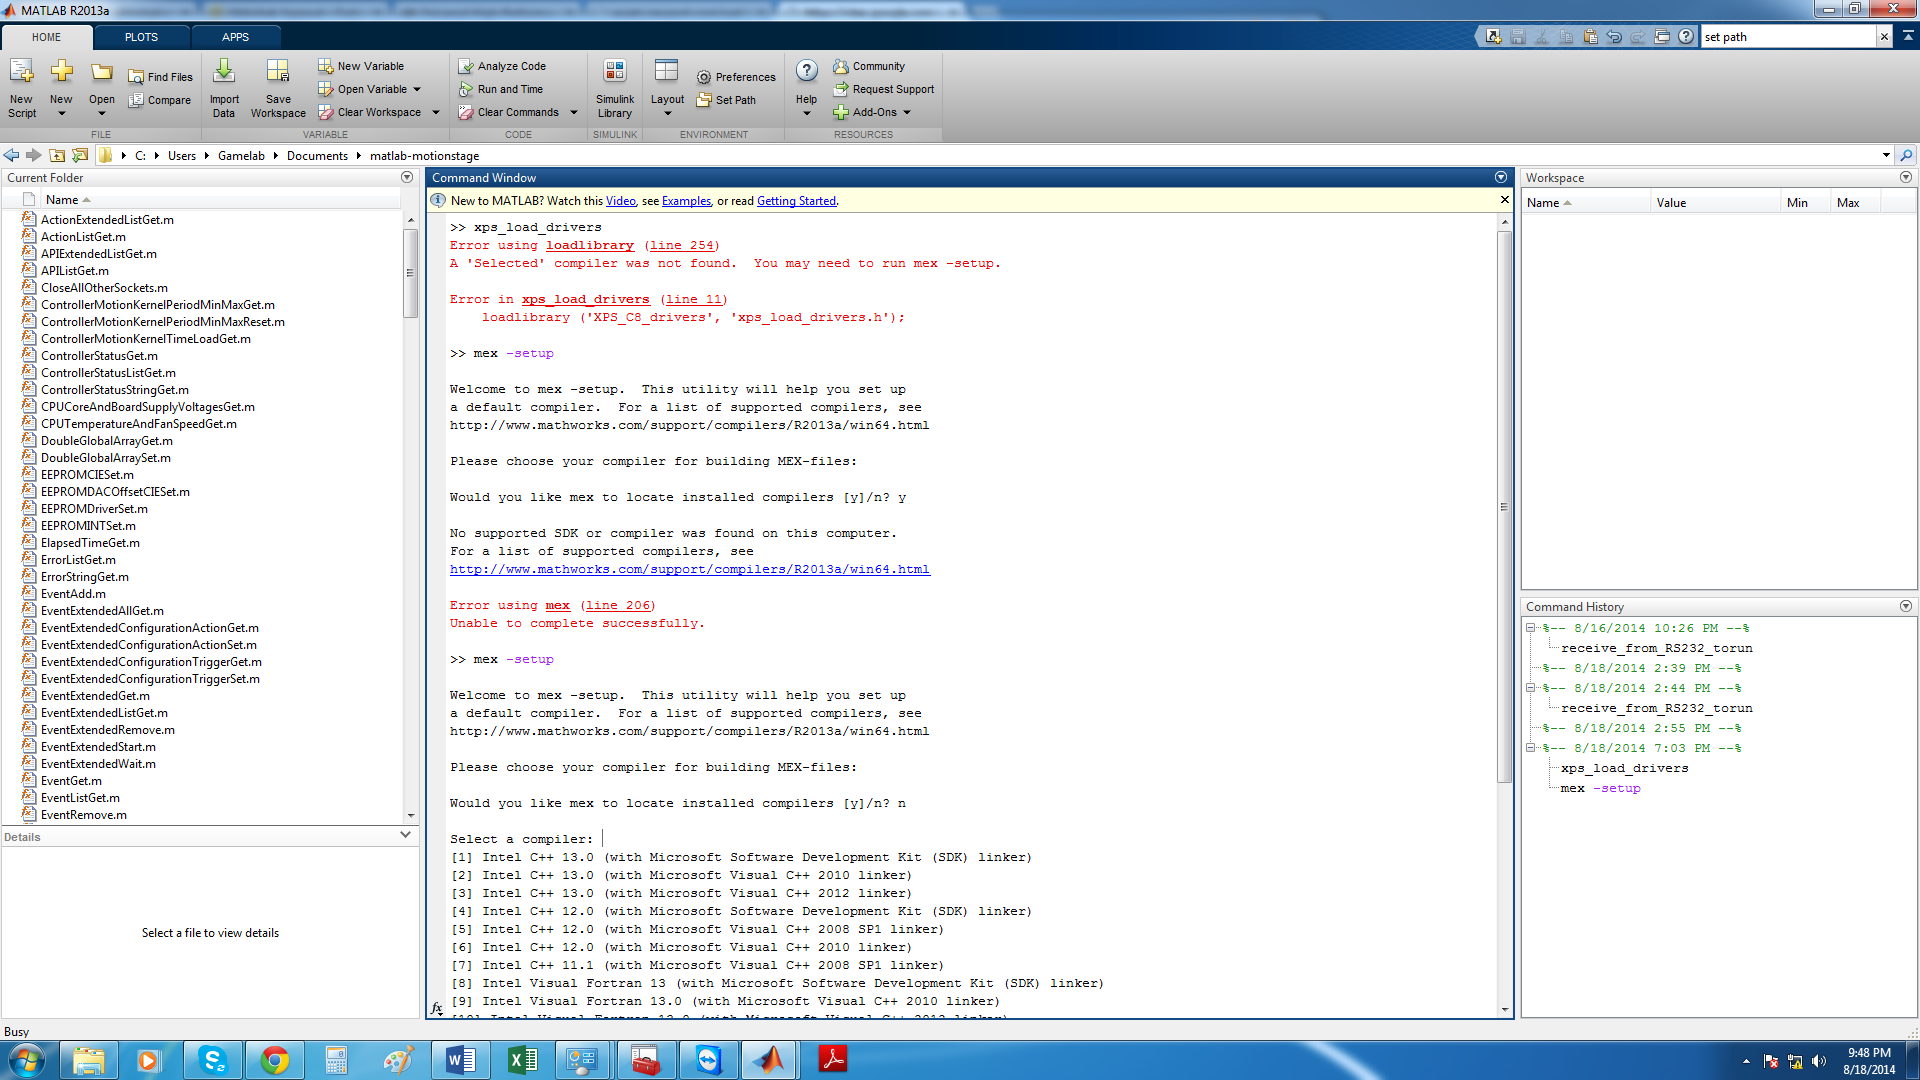 MATLAB R2013a
HOME
PLOTS
APPS
set path
New Script
New
Open
Find Files
Compare
FILE
Import Data
Save Workspace
New Variable
Open Variable
Clear Workspace
VARIABLE
Analyze Code
Run and Time
Clear Commands
CODE
Simulink Library
SIMULINK
Layout
Preferences
Set Path
ENVIRONMENT
Help
Community
Request Support
Add-Ons
RESOURCES
C: Users Gamelab Documents matlab-motionstage
Current Folder
Name
ActionExtendedListGet.m
ActionListGet.m
APIExtendedListGet.m
APIListGet.m
CloseAllOtherSockets.m
ControllerMotionKernelPeriodMinMaxGet.m
ControllerMotionKernelPeriodMinMaxReset.m
ControllerMotionKernelTimeLoadGet.m
ControllerStatusGet.m
ControllerStatusListGet.m
ControllerStatusStringGet.m
CPUCoreAndBoardSupplyVoltagesGet.m
CPUTemperatureAndFanSpeedGet.m
DoubleGlobalArrayGet.m
DoubleGlobalArraySet.m
EEPROMCIESet.m
EEPROMDACOffsetCIESet.m
EEPROMDriverSet.m
EEPROMINTSet.m
ElapsedTimeGet.m
ErrorListGet.m
ErrorStringGet.m
EventAdd.m
EventExtendedAllGet.m
EventExtendedConfigurationActionGet.m
EventExtendedConfigurationActionSet.m
EventExtendedConfigurationTriggerGet.m
EventExtendedConfigurationTriggerSet.m
EventExtendedGet.m
EventExtendedListGet.m
EventExtendedRemove.m
EventExtendedStart.m
EventExtendedWait.m
EventGet.m
EventListGet.m
EventRemove.m
Details
Select a file to view details
Busy
Command Window
New to MATLAB? Watch this Video, see Examples, or read Getting Started.
>> xps_load_drivers
Error using loadlibrary (line 254)
A 'Selected' compiler was not found.  You may need to run mex -setup.
Error in xps_load_drivers (line 11)
loadlibrary ('XPS_C8_drivers', 'xps_load_drivers.h');
>> mex -setup
Welcome to mex -setup.  This utility will help you set up
a default compiler.  For a list of supported compilers, see
http://www.mathworks.com/support/compilers/R2013a/win64.html
Please choose your compiler for building MEX-files:
Would you like mex to locate installed compilers [y]/n? y
No supported SDK or compiler was found on this computer.
For a list of supported compilers, see
http://www.mathworks.com/support/compilers/R2013a/win64.html
Error using mex (line 206)
Unable to complete successfully.
>> mex -setup
Welcome to mex -setup.  This utility will help you set up
a default compiler.  For a list of supported compilers, see
http://www.mathworks.com/support/compilers/R2013a/win64.html
Please choose your compiler for building MEX-files:
Would you like mex to locate installed compilers [y]/n? n
Select a compiler:
[1] Intel C++ 13.0 (with Microsoft Software Development Kit (SDK) linker)
[2] Intel C++ 13.0 (with Microsoft Visual C++ 2010 linker)
[3] Intel C++ 13.0 (with Microsoft Visual C++ 2012 linker)
[4] Intel C++ 12.0 (with Microsoft Software Development Kit (SDK) linker)
[5] Intel C++ 12.0 (with Microsoft Visual C++ 2008 SP1 linker)
[6] Intel C++ 12.0 (with Microsoft Visual C++ 2010 linker)
[7] Intel C++ 11.1 (with Microsoft Visual C++ 2008 SP1 linker)
[8] Intel Visual Fortran 13 (with Microsoft Software Development Kit (SDK) linker)
[9] Intel Visual Fortran 13.0 (with Microsoft Visual C++ 2010 linker)
fx
Workspace
Name Value Min Max
Command History
%-- 8/16/2014 10:26 PM --%
receive_from_RS232_torun
%-- 8/18/2014 2:39 PM --%
%-- 8/18/2014 2:44 PM --%
receive_from_RS232_torun
%-- 8/18/2014 2:55 PM --%
%-- 8/18/2014 7:03 PM --%
xps_load_drivers
mex -setup
9:48 PM
8/18/2014